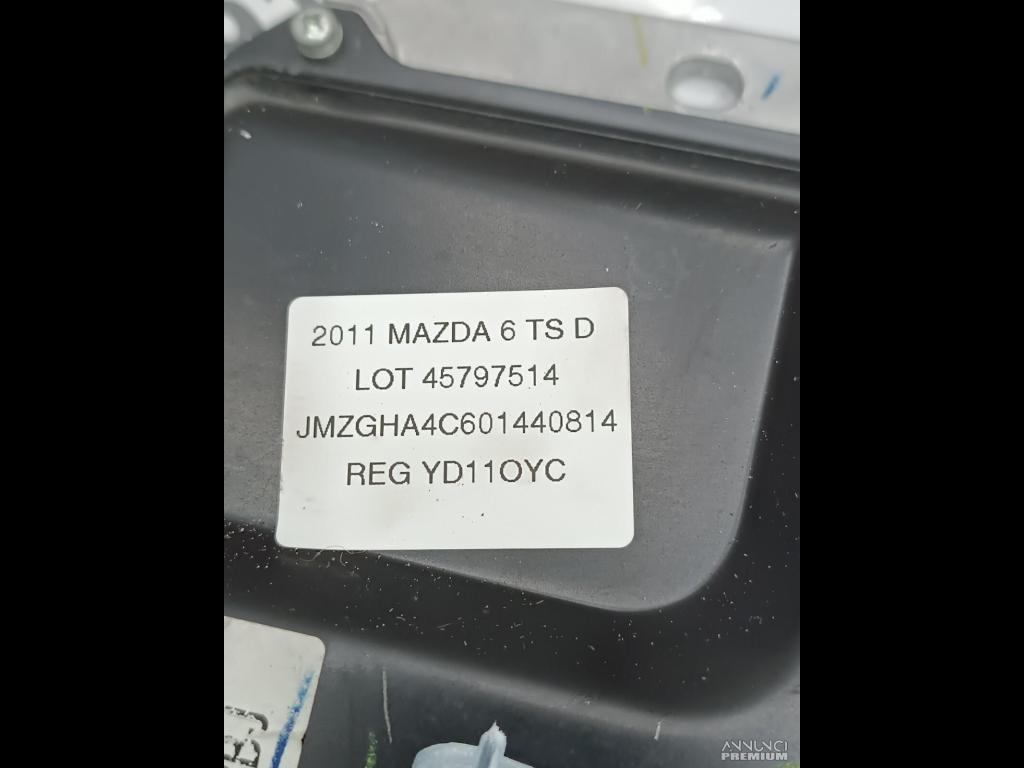 2011 MAZDA 6 TS D
LOT 45797514
JMZGHA4C601440814
REG YD11OYC
ANNUNCI
PREMIUM